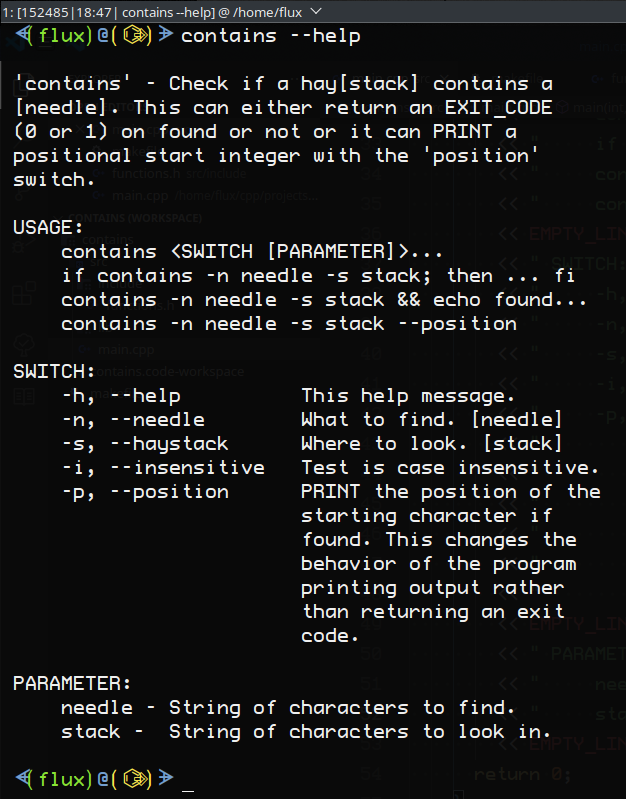 1: [152485|18:47| contains --help] @ /home/flux
(flux)@( ) contains --help
'contains' - Check if a hay[stack] contains a
[needle]. This can either return an EXIT_CODE
(0 or 1) on found or not or it can PRINT a
positional start integer with the 'position'
switch.
USAGE:
contains <SWITCH [PARAMETER]>...
if contains -n needle -s stack; then ... fi
contains -n needle -s stack && echo found...
contains -n needle -s stack --position
SWITCH:
-h, --help This help message.
-n, --needle What to find. [needle]
-s, --haystack Where to look. [stack]
-i, --insensitive Test is case insensitive.
-p, --position PRINT the position of the
starting character if
found. This changes the
behavior of the program
printing output rather
than returning an exit
code.
PARAMETER:
needle - String of characters to find.
stack - String of characters to look in.
(flux)@( ) _
return 0;